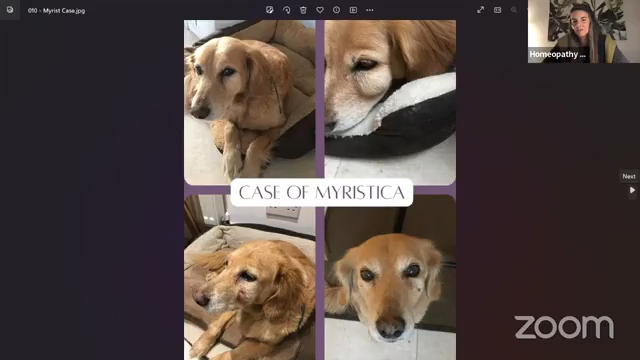 010 - Myrist Case.jpg
Homeopathy ...
Next
CASE OF MYRISTICA
zoom